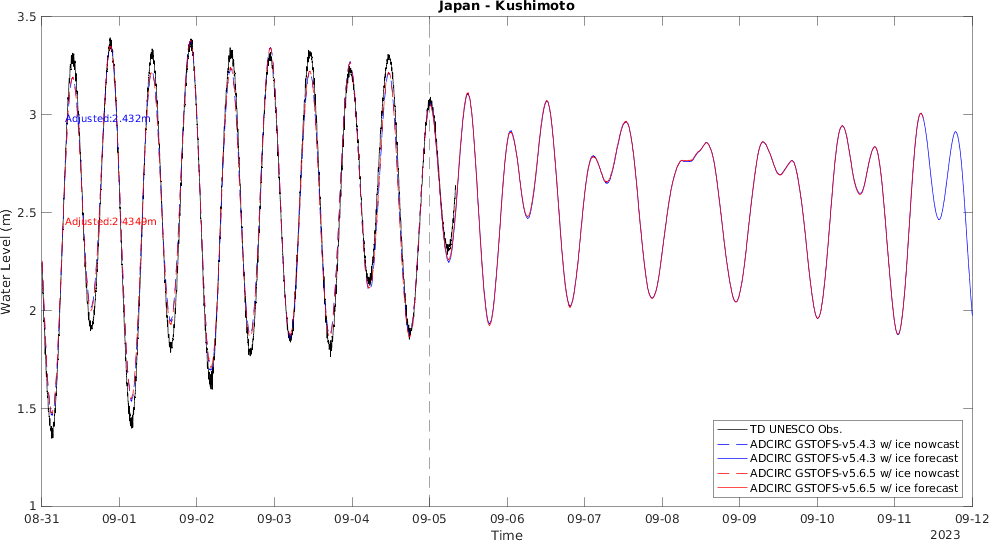 Japan - Kushimoto
3.5
3
2.5
2
1.5
1
Water Level (m)
Adjusted:2.432m
Adjusted:2.4349m
TD UNESCO Obs.
ADCIRC GSTOFS-v5.4.3 w/ ice nowcast
ADCIRC GSTOFS-v5.4.3 w/ ice forecast
ADCIRC GSTOFS-v5.6.5 w/ ice nowcast
ADCIRC GSTOFS-v5.6.5 w/ ice forecast
08-31 09-01 09-02 09-03 09-04 09-05 09-06 09-07 09-08 09-09 09-10 09-11 09-12
Time
2023